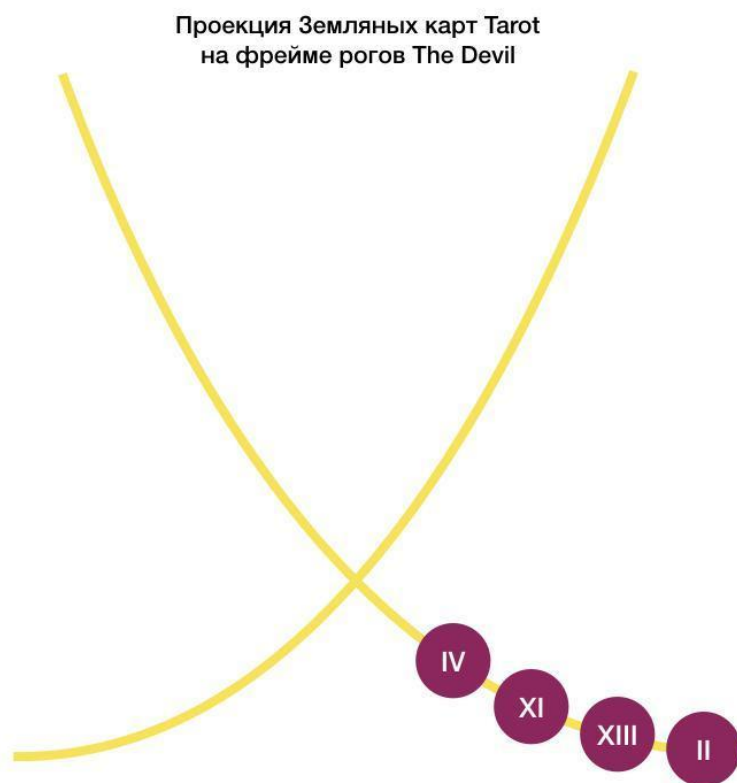 Проекция Земляных карт Tarot
на фрейме рогов The Devil
IV
XI
XIII
II